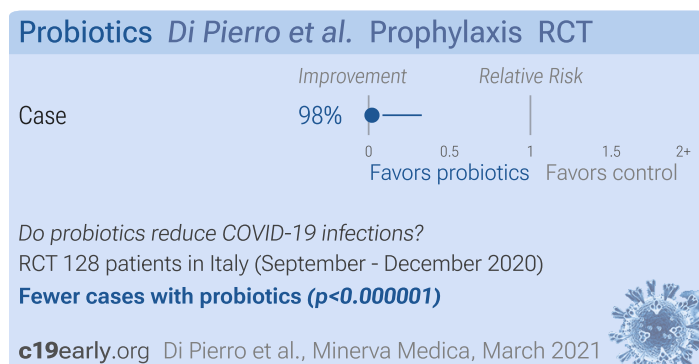 Probiotics Di Pierro et al. Prophylaxis RCT
Improvement Relative Risk
Case 98%
0 0.5 1 1.5 2+
Favors probiotics Favors control
Do probiotics reduce COVID-19 infections?
RCT 128 patients in Italy (September - December 2020)
Fewer cases with probiotics (p<0.000001)
c19early.org Di Pierro et al., Minerva Medica, March 2021